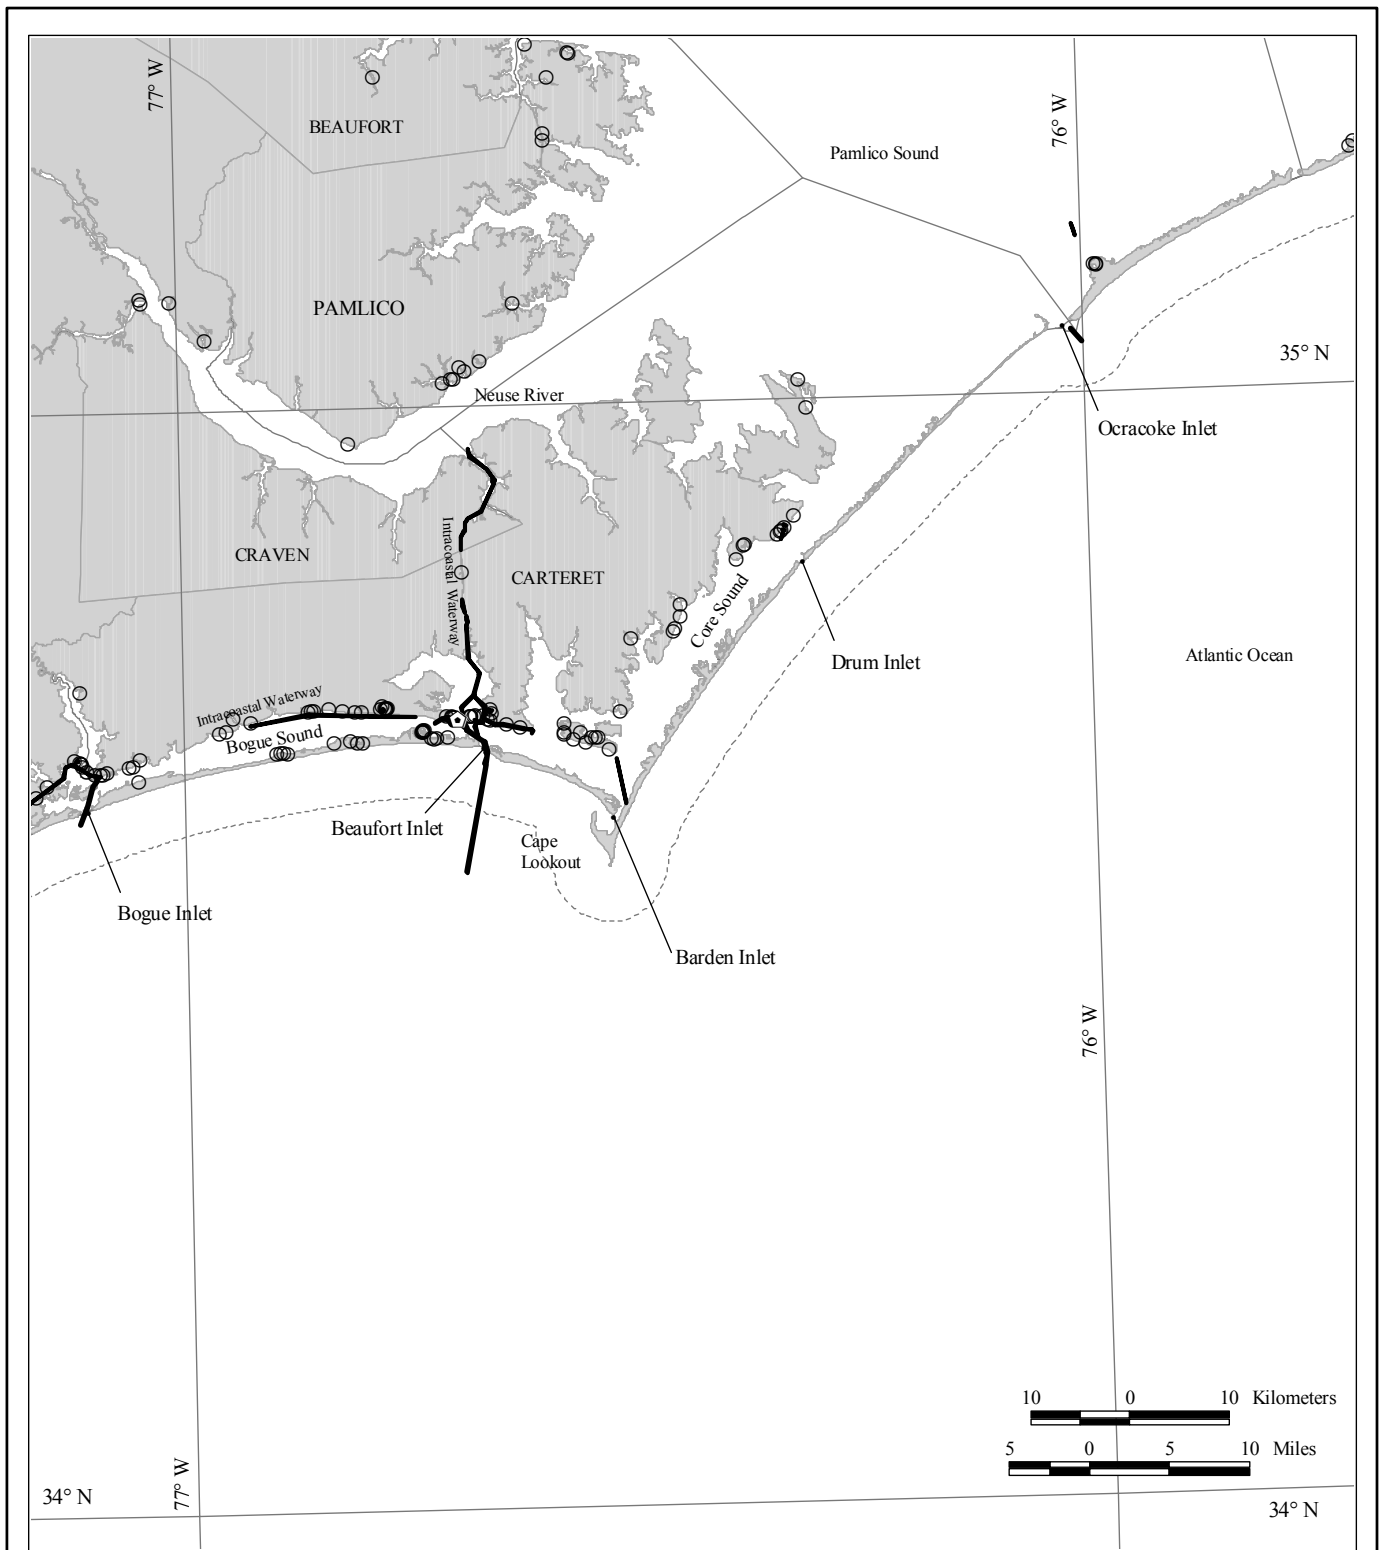 77° W
BEAUFORT
76° W
Pamlico Sound
PAMLICO
35° N
Neuse River
Ocracoke Inlet
Intracoastal Waterway
CRAVEN
CARTERET
Core Sound
Drum Inlet
Atlantic Ocean
Intracoastal Waterway
Bogue Sound
Beaufort Inlet
Cape
Lookout
Bogue Inlet
Barden Inlet
76° W
10 0 10 Kilometers
5 0 5 10 Miles
77° W
34° N
34° N